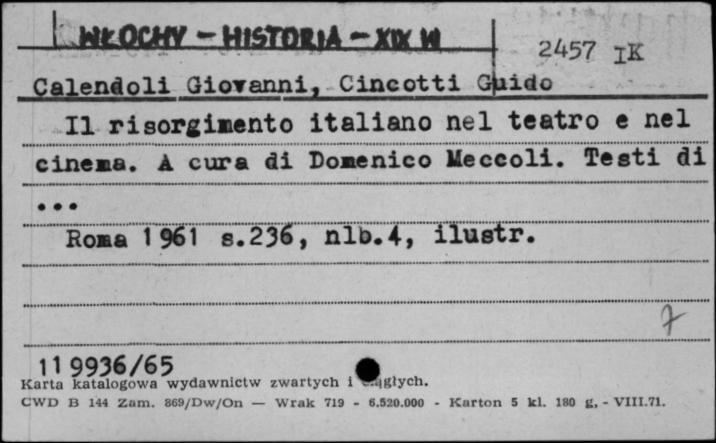 WŁOCHY – HISTORIA – XIX W
2457 IK
Calendoli Giovanni, Cincotti Guido
Il risorgimento italiano nel teatro e nel
cinema. A cura di Domenico Meccoli. Testi di
...
Roma 1961 s.236, nlb.4, ilustr.
7
11 9936/65
Karta katalogowa wydawnictw zwartych i ciągłych.
CWD B 144 Zam. 869/Dw/On — Wrak 719 - 6.520.000 - Karton 5 kl. 180 g, - VIII.71.